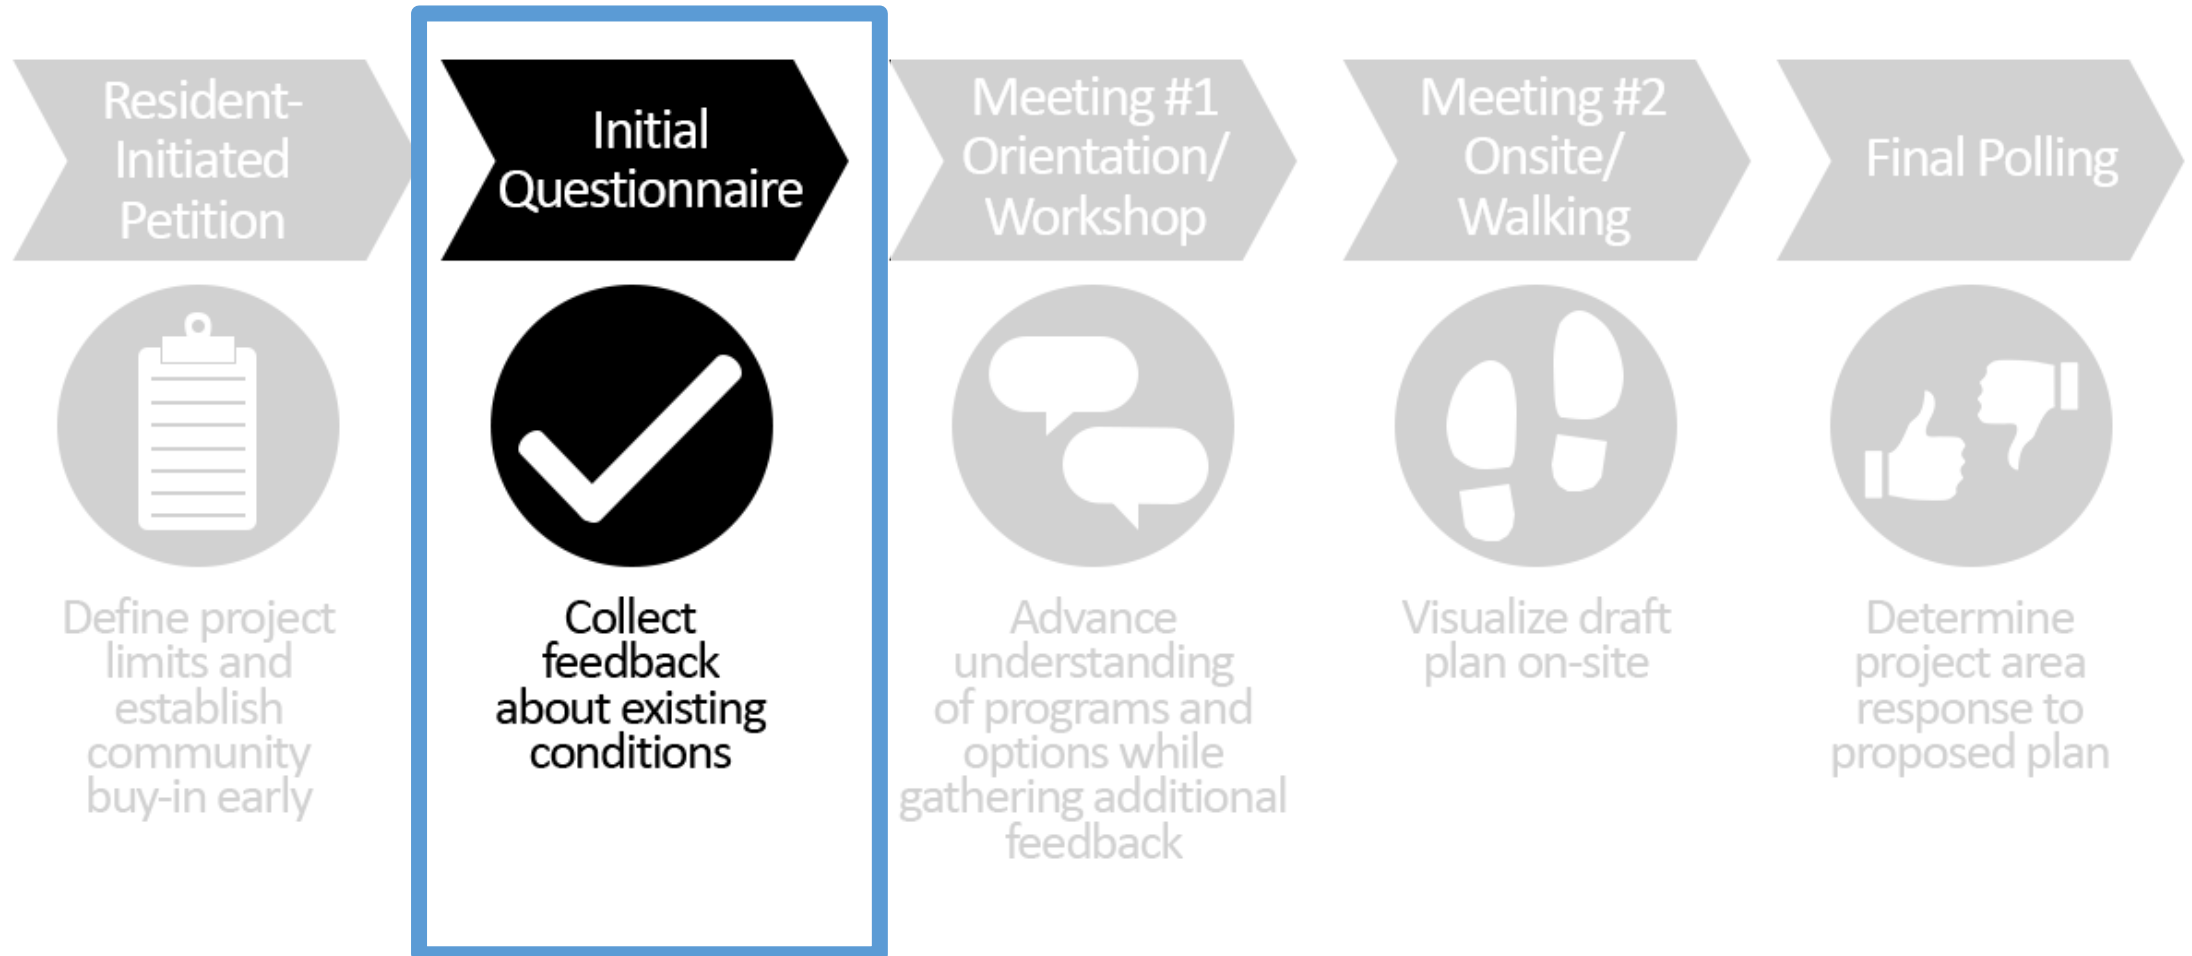 Resident-
Initiated
Petition
Define project
limits and
establish
community
buy-in early
Initial
Questionnaire
Collect
feedback
about existing
conditions
Meeting #1
Orientation/
Workshop
Advance
understanding
of programs and
options while
gathering additional
feedback
Meeting #2
Onsite/
Walking
Visualize draft
plan on-site
Final Polling
Determine
project area
response to
proposed plan